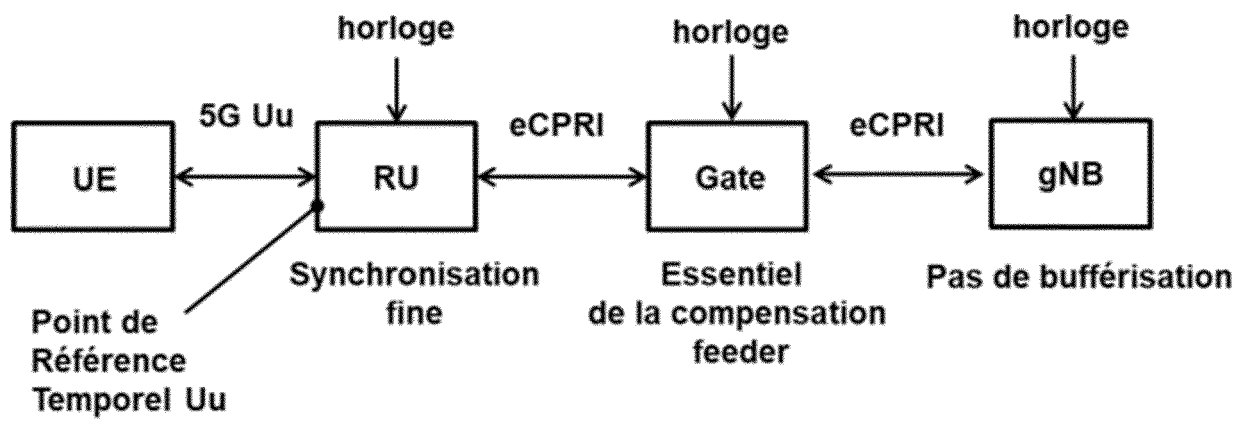 horloge
horloge
horloge
5G Uu
eCPRI
eCPRI
UE
RU
Gate
gNB
Synchronisation
fine
Essentiel
de la compensation
feeder
Pas de bufférisation
Point de
Référence
Temporel Uu